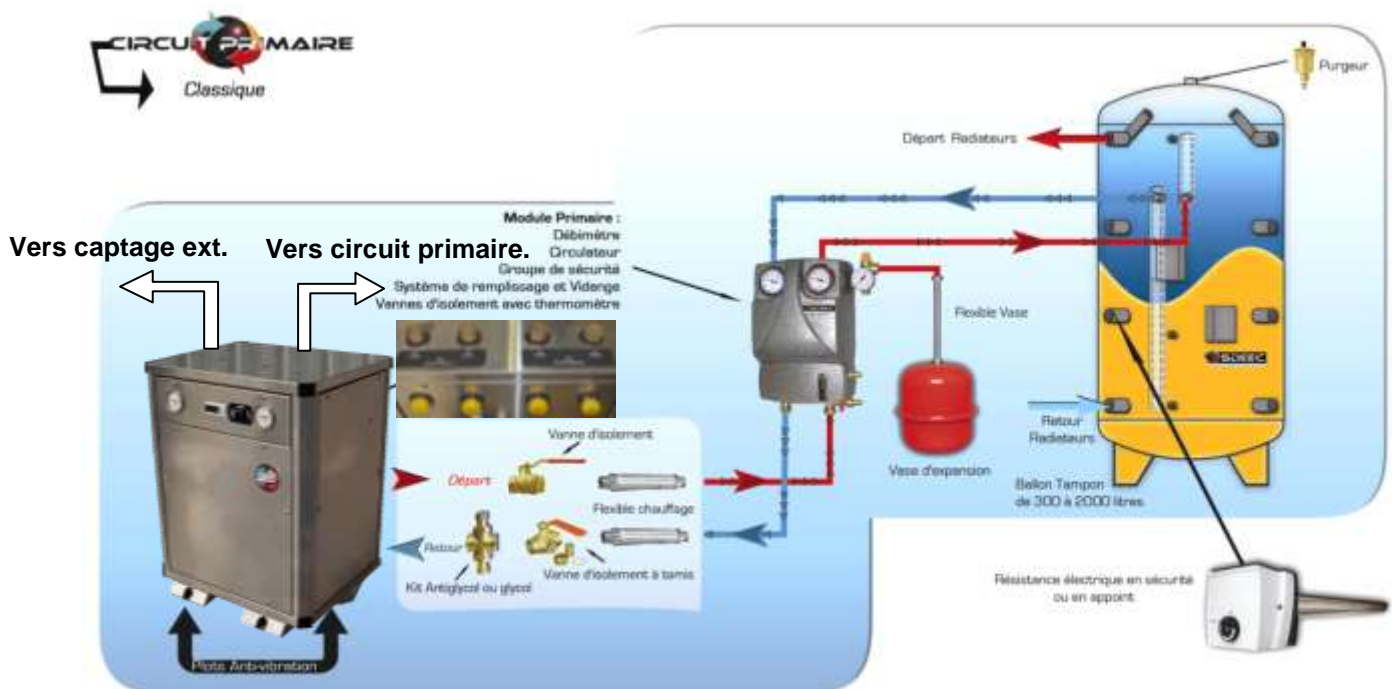 CIRCUIT PRIMAIRE
Classique
Purgeur
Départ Radiateurs
Module Primaire :
Débimètre
Circulateur
Groupe de sécurité
Système de remplissage et Vidange
Vannes d'isolement avec thermomètre
Vers captage ext.
Vers circuit primaire.
Flexible Vase
SDEEC
Vanne d'isolement
Départ
Flexible chauffage
Retour
Vanne d'isolement à tamis
Kit Antiglycol ou glycol
Vase d'expansion
Retour
Radiateurs
Ballon Tampon
de 300 à 2000 litres
Résistance électrique en sécurité
ou en appoint
Plots Anti-vibration